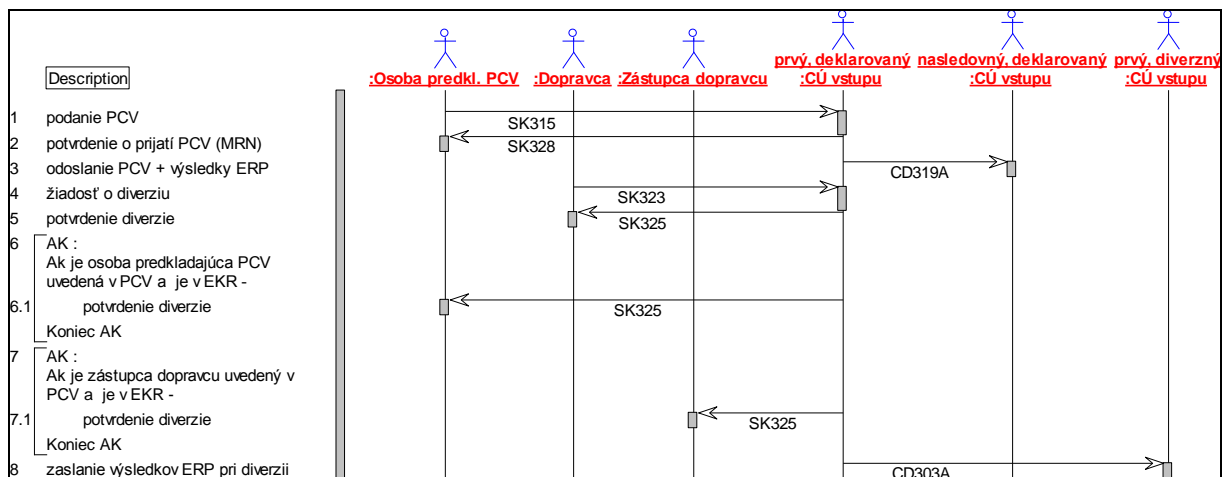 Description
:Osoba predkl. PCV
:Dopravca
:Zástupca dopravcu
prvý, deklarovaný
:CÚ vstupu
nasledovný, deklarovaný
:CÚ vstupu
prvý, diverzný
:CÚ vstupu
1 podanie PCV
SK315
2 potvrdenie o prijatí PCV (MRN)
SK328
3 odoslanie PCV + výsledky ERP
CD319A
4 žiadosť o diverziu
SK323
5 potvrdenie diverzie
SK325
6 AK :
Ak je osoba predkladajúca PCV
uvedená v PCV a je v EKR -
6.1 potvrdenie diverzie
SK325
Koniec AK
7 AK :
Ak je zástupca dopravcu uvedený v
PCV a je v EKR -
7.1 potvrdenie diverzie
SK325
Koniec AK
8 zaslanie výsledkov ERP pri diverzii
CD303A